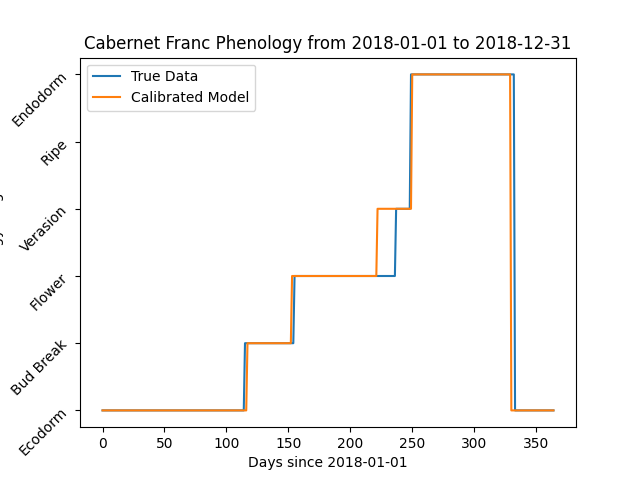 Cabernet Franc Phenology from 2018-01-01 to 2018-12-31
True Data
Calibrated Model
Endodorm
Ripe
Verasion
Flower
Bud Break
Ecodorm
0 50 100 150 200 250 300 350
Days since 2018-01-01